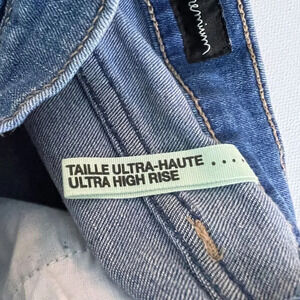 TAILLE ULTRA-HAUTE ....
ULTRA HIGH RISE